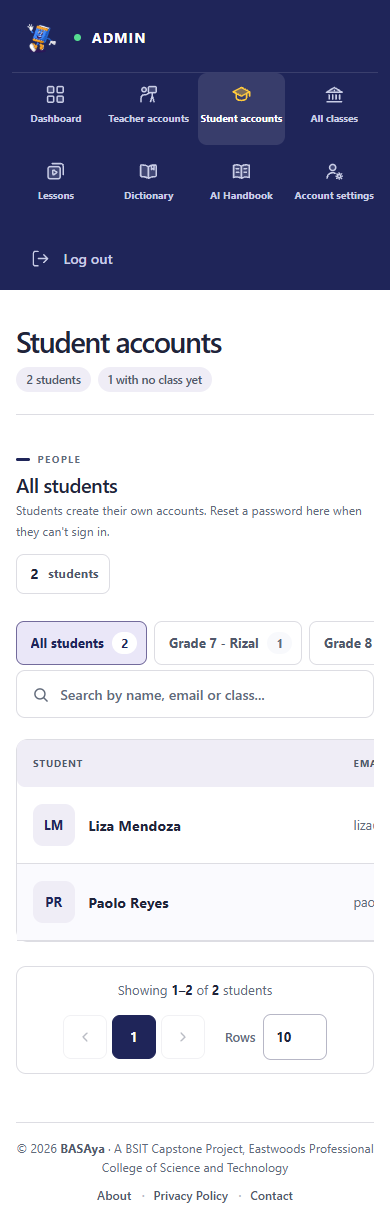 ADMIN
Dashboard
Teacher accounts
Student accounts
All classes
Lessons
Dictionary
AI Handbook
Account settings
Log out
Student accounts
2 students
1 with no class yet
PEOPLE
All students
Students create their own accounts. Reset a password here when
they can't sign in.
2 students
All students 2
Grade 7 - Rizal 1
Grade 8
Search by name, email or class...
STUDENT
LM Liza Mendoza
PR Paolo Reyes
Showing 1–2 of 2 students
1
Rows 10
© 2026 BASAya · A BSIT Capstone Project, Eastwoods Professional
College of Science and Technology
About · Privacy Policy · Contact